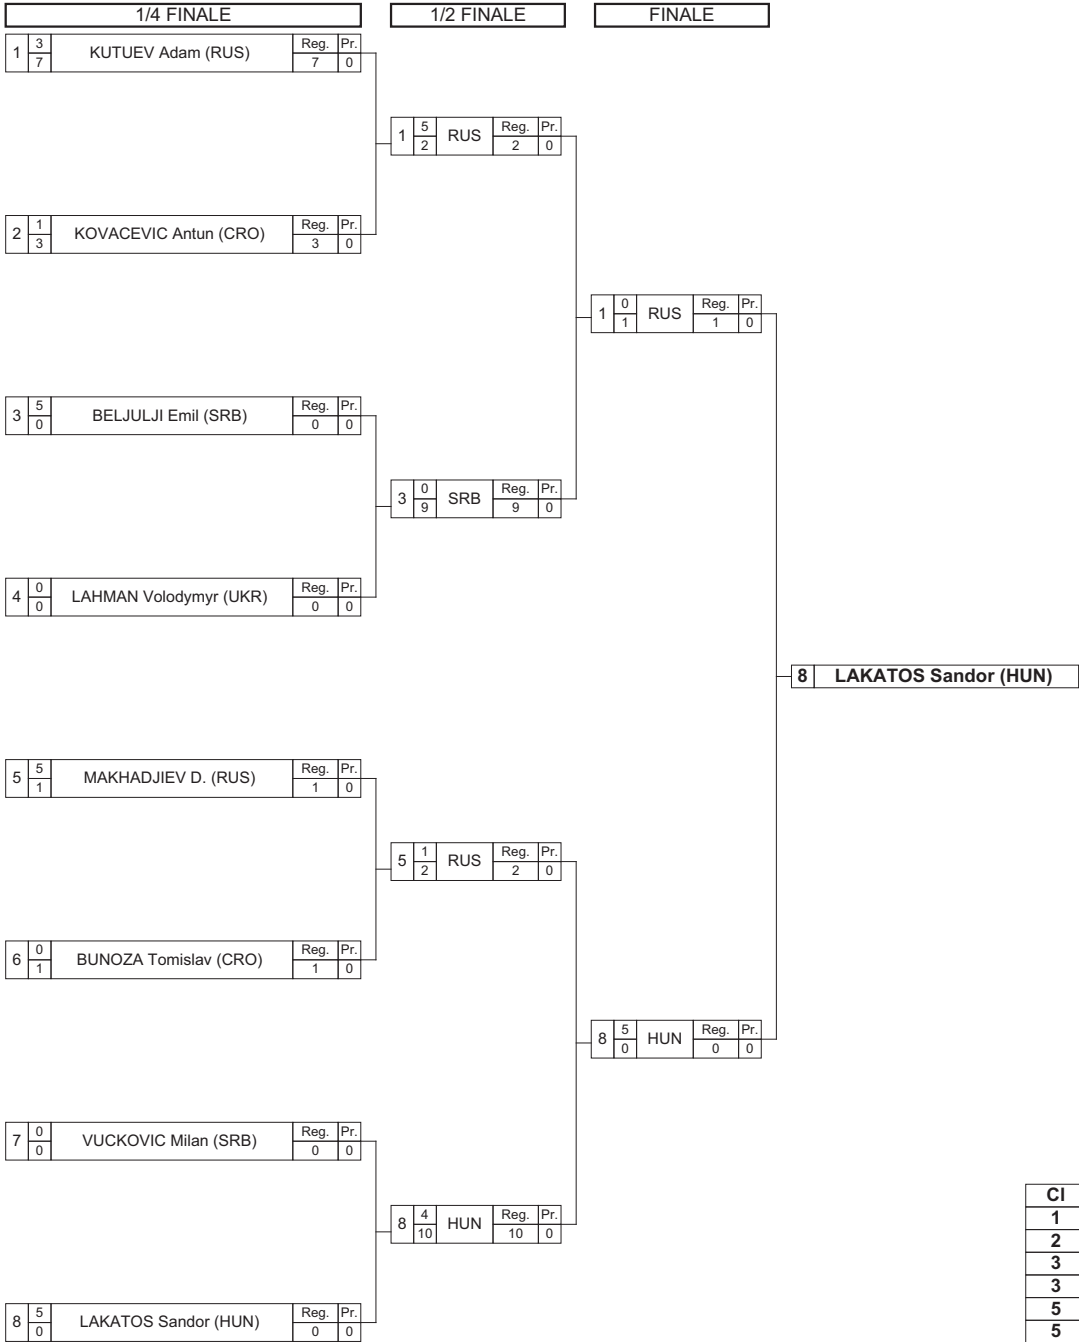 1/4 FINALE 1/2 FINALE FINALE
1 3 7 KUTUEV Adam (RUS) Reg. Pr. 7 0
1 5 2 RUS Reg. Pr. 2 0
2 1 3 KOVACEVIC Antun (CRO) Reg. Pr. 3 0
1 0 1 RUS Reg. Pr. 1 0
3 5 0 BELJULJI Emil (SRB) Reg. Pr. 0 0
3 0 9 SRB Reg. Pr. 9 0
4 0 0 LAHMAN Volodymyr (UKR) Reg. Pr. 0 0
8 LAKATOS Sandor (HUN)
5 5 1 MAKHADJIEV D. (RUS) Reg. Pr. 1 0
5 1 2 RUS Reg. Pr. 2 0
6 0 1 BUNOZA Tomislav (CRO) Reg. Pr. 1 0
8 5 0 HUN Reg. Pr. 0 0
7 0 0 VUCKOVIC Milan (SRB) Reg. Pr. 0 0
8 4 10 HUN Reg. Pr. 10 0
8 5 0 LAKATOS Sandor (HUN) Reg. Pr. 0 0
Cl
1
2
3
3
5
5